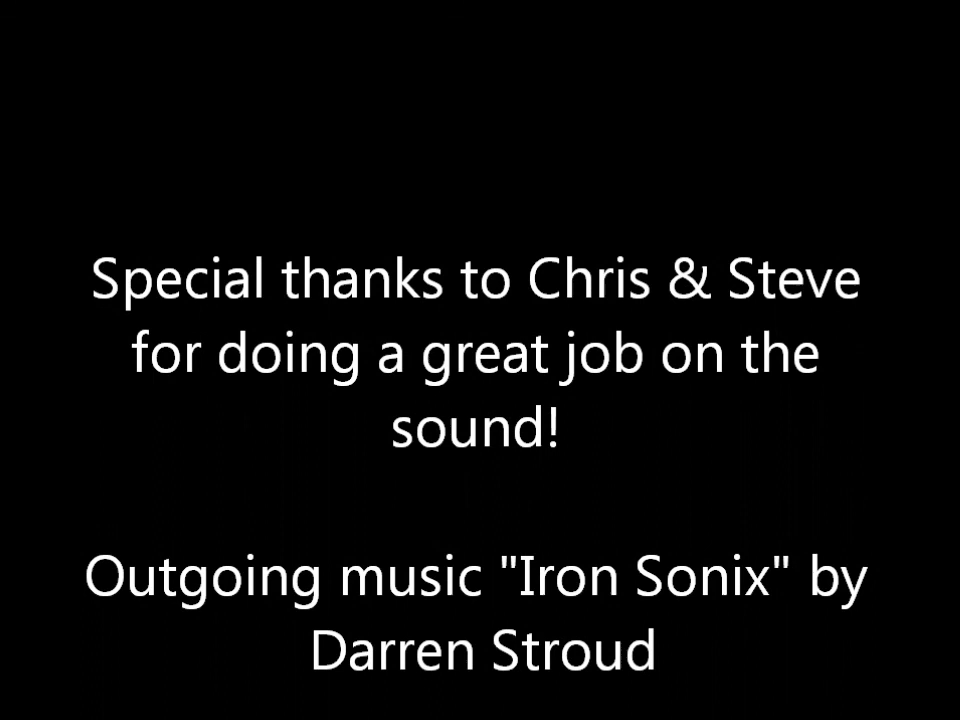 Special thanks to Chris & Steve
for doing a great job on the
sound!
Outgoing music "Iron Sonix" by
Darren Stroud